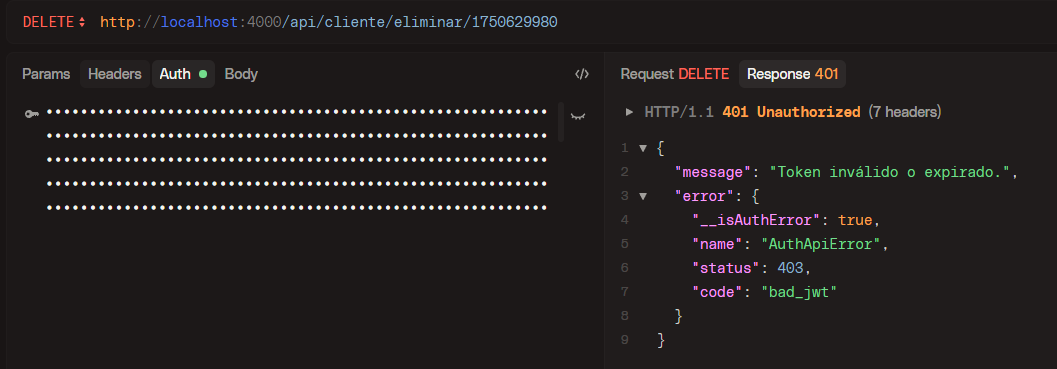 DELETE http://localhost:4000/api/cliente/eliminar/1750629980
Params Headers Auth Body </>
••••••••••••••••••••••••••••••••••••••••••••••••••••••••••
••••••••••••••••••••••••••••••••••••••••••••••••••••••••••
••••••••••••••••••••••••••••••••••••••••••••••••••••••••••
••••••••••••••••••••••••••••••••••••••••••••••••••••••••••
••••••••••••••••••••••••••••••••••••••••••••••••••••••••••
Request DELETE Response 401
HTTP/1.1 401 Unauthorized (7 headers)
1 {
2 "message": "Token inválido o expirado.",
3 "error": {
4 "__isAuthError": true,
5 "name": "AuthApiError",
6 "status": 403,
7 "code": "bad_jwt"
8 }
9 }